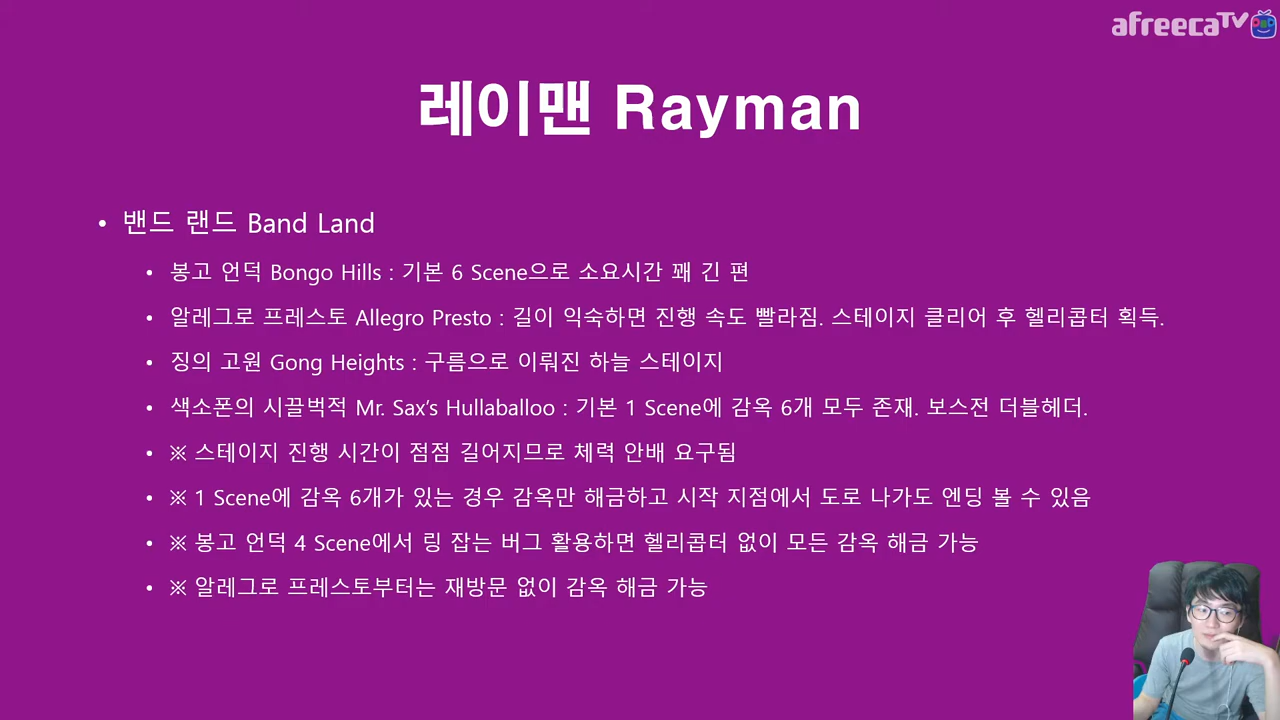 afreecaTV
레이맨 Rayman
• 밴드 랜드 Band Land
• 봉고 언덕 Bongo Hills : 기본 6 Scene으로 소요시간 꽤 긴 편
• 알레그로 프레스토 Allegro Presto : 길이 익숙하면 진행 속도 빨라짐. 스테이지 클리어 후 헬리콥터 획득.
• 징의 고원 Gong Heights : 구름으로 이뤄진 하늘 스테이지
• 색소폰의 시끌벅적 Mr. Sax's Hullaballoo : 기본 1 Scene에 감옥 6개 모두 존재. 보스전 더블헤더.
• ※ 스테이지 진행 시간이 점점 길어지므로 체력 안배 요구됨
• ※ 1 Scene에 감옥 6개가 있는 경우 감옥만 해금하고 시작 지점에서 도로 나가도 엔딩 볼 수 있음
• ※ 봉고 언덕 4 Scene에서 링 잡는 버그 활용하면 헬리콥터 없이 모든 감옥 해금 가능
• ※ 알레그로 프레스토부터는 재방문 없이 감옥 해금 가능